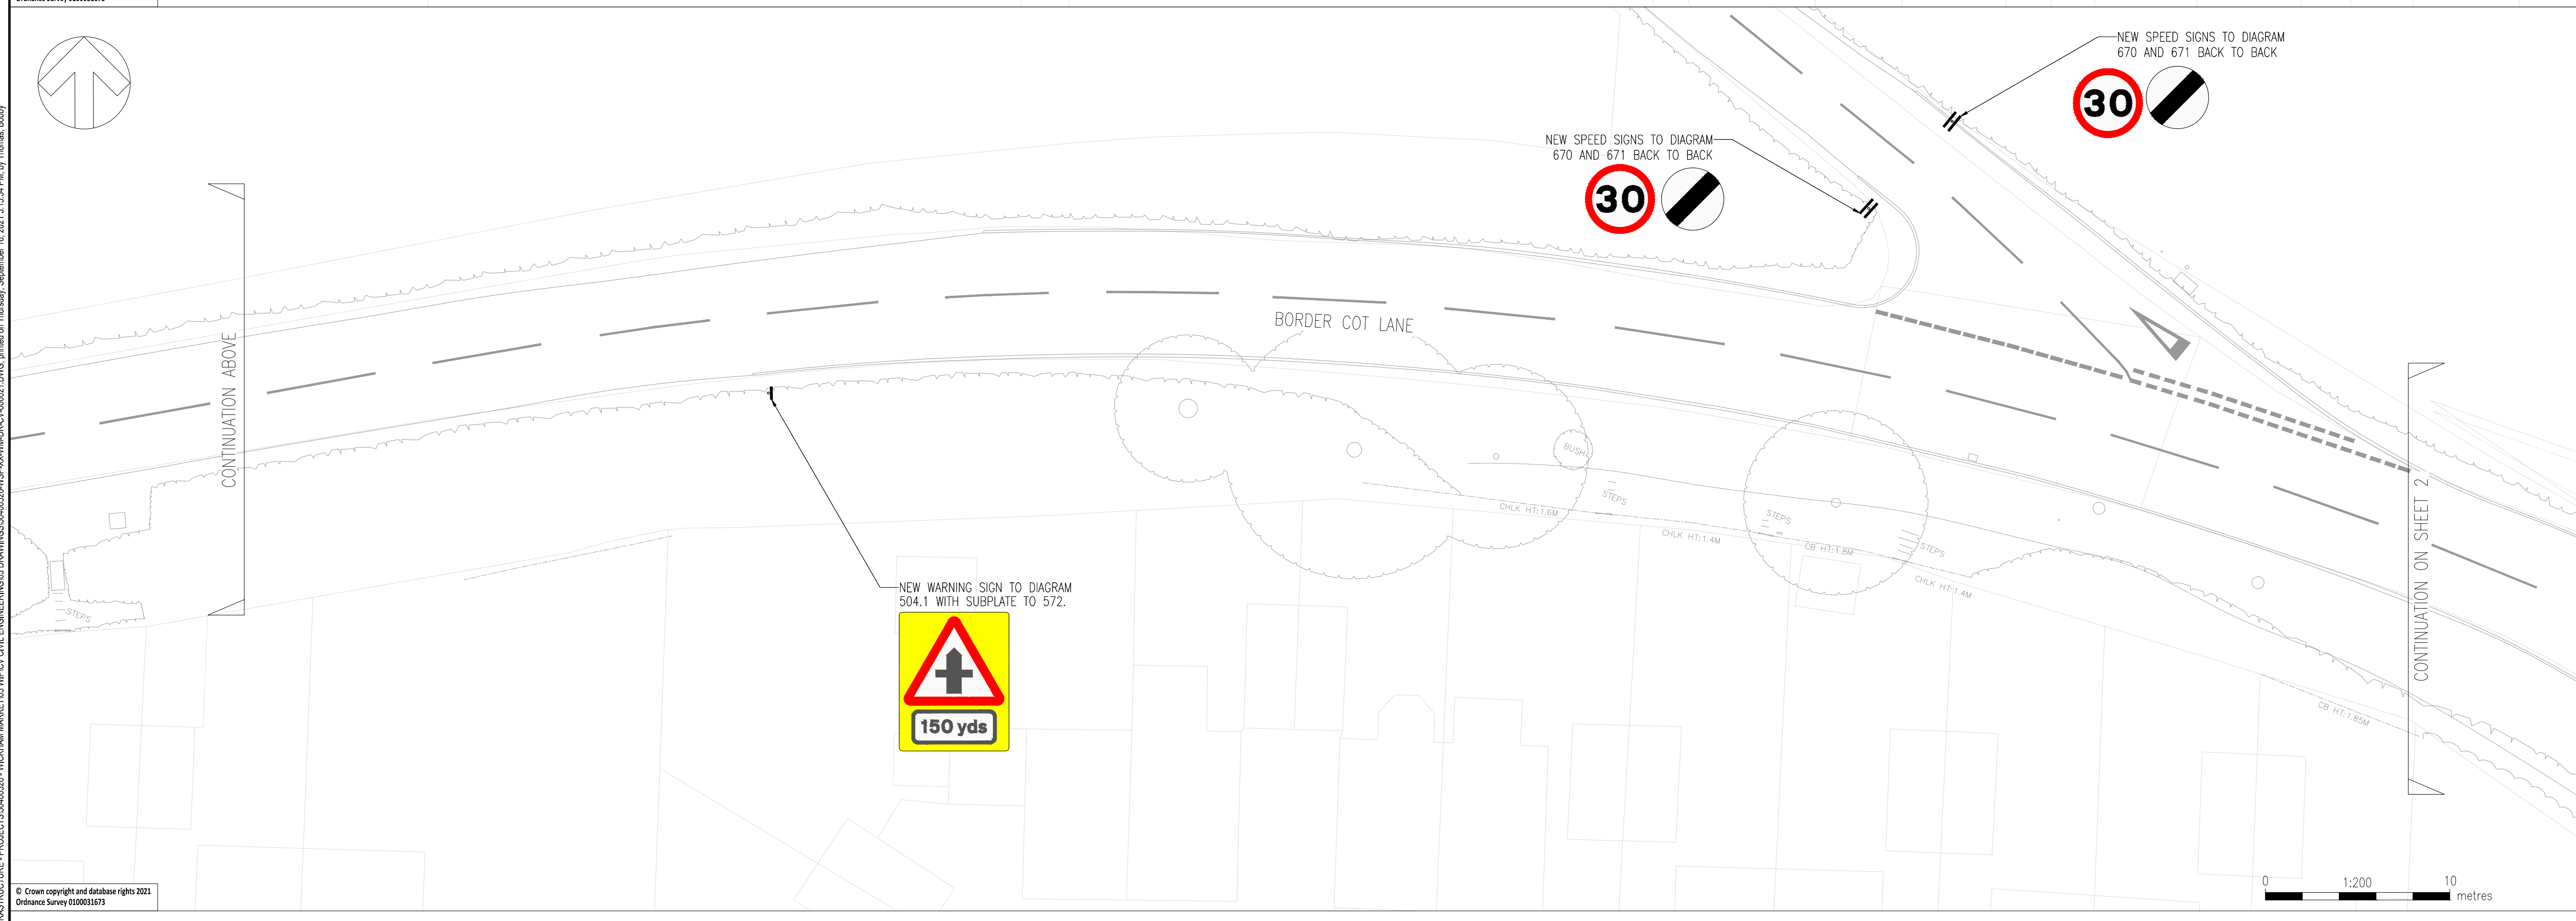 NEW SPEED SIGNS TO DIAGRAM
670 AND 671 BACK TO BACK
30
NEW SPEED SIGNS TO DIAGRAM
670 AND 671 BACK TO BACK
30
BORDER COT LANE
CONTINUATION ABOVE
CONTINUATION ON SHEET 2
BUSH
STEPS
CHLK HT:1.6M
STEPS
CHLK HT:1.4M
CB HT:1.8M
STEPS
CHLK HT:1.4M
STEPS
CB HT:1.85M
NEW WARNING SIGN TO DIAGRAM
504.1 WITH SUBPLATE TO 572.
150 yds
0 1:200 10
metres
© Crown copyright and database rights 2021
Ordnance Survey 0100031673